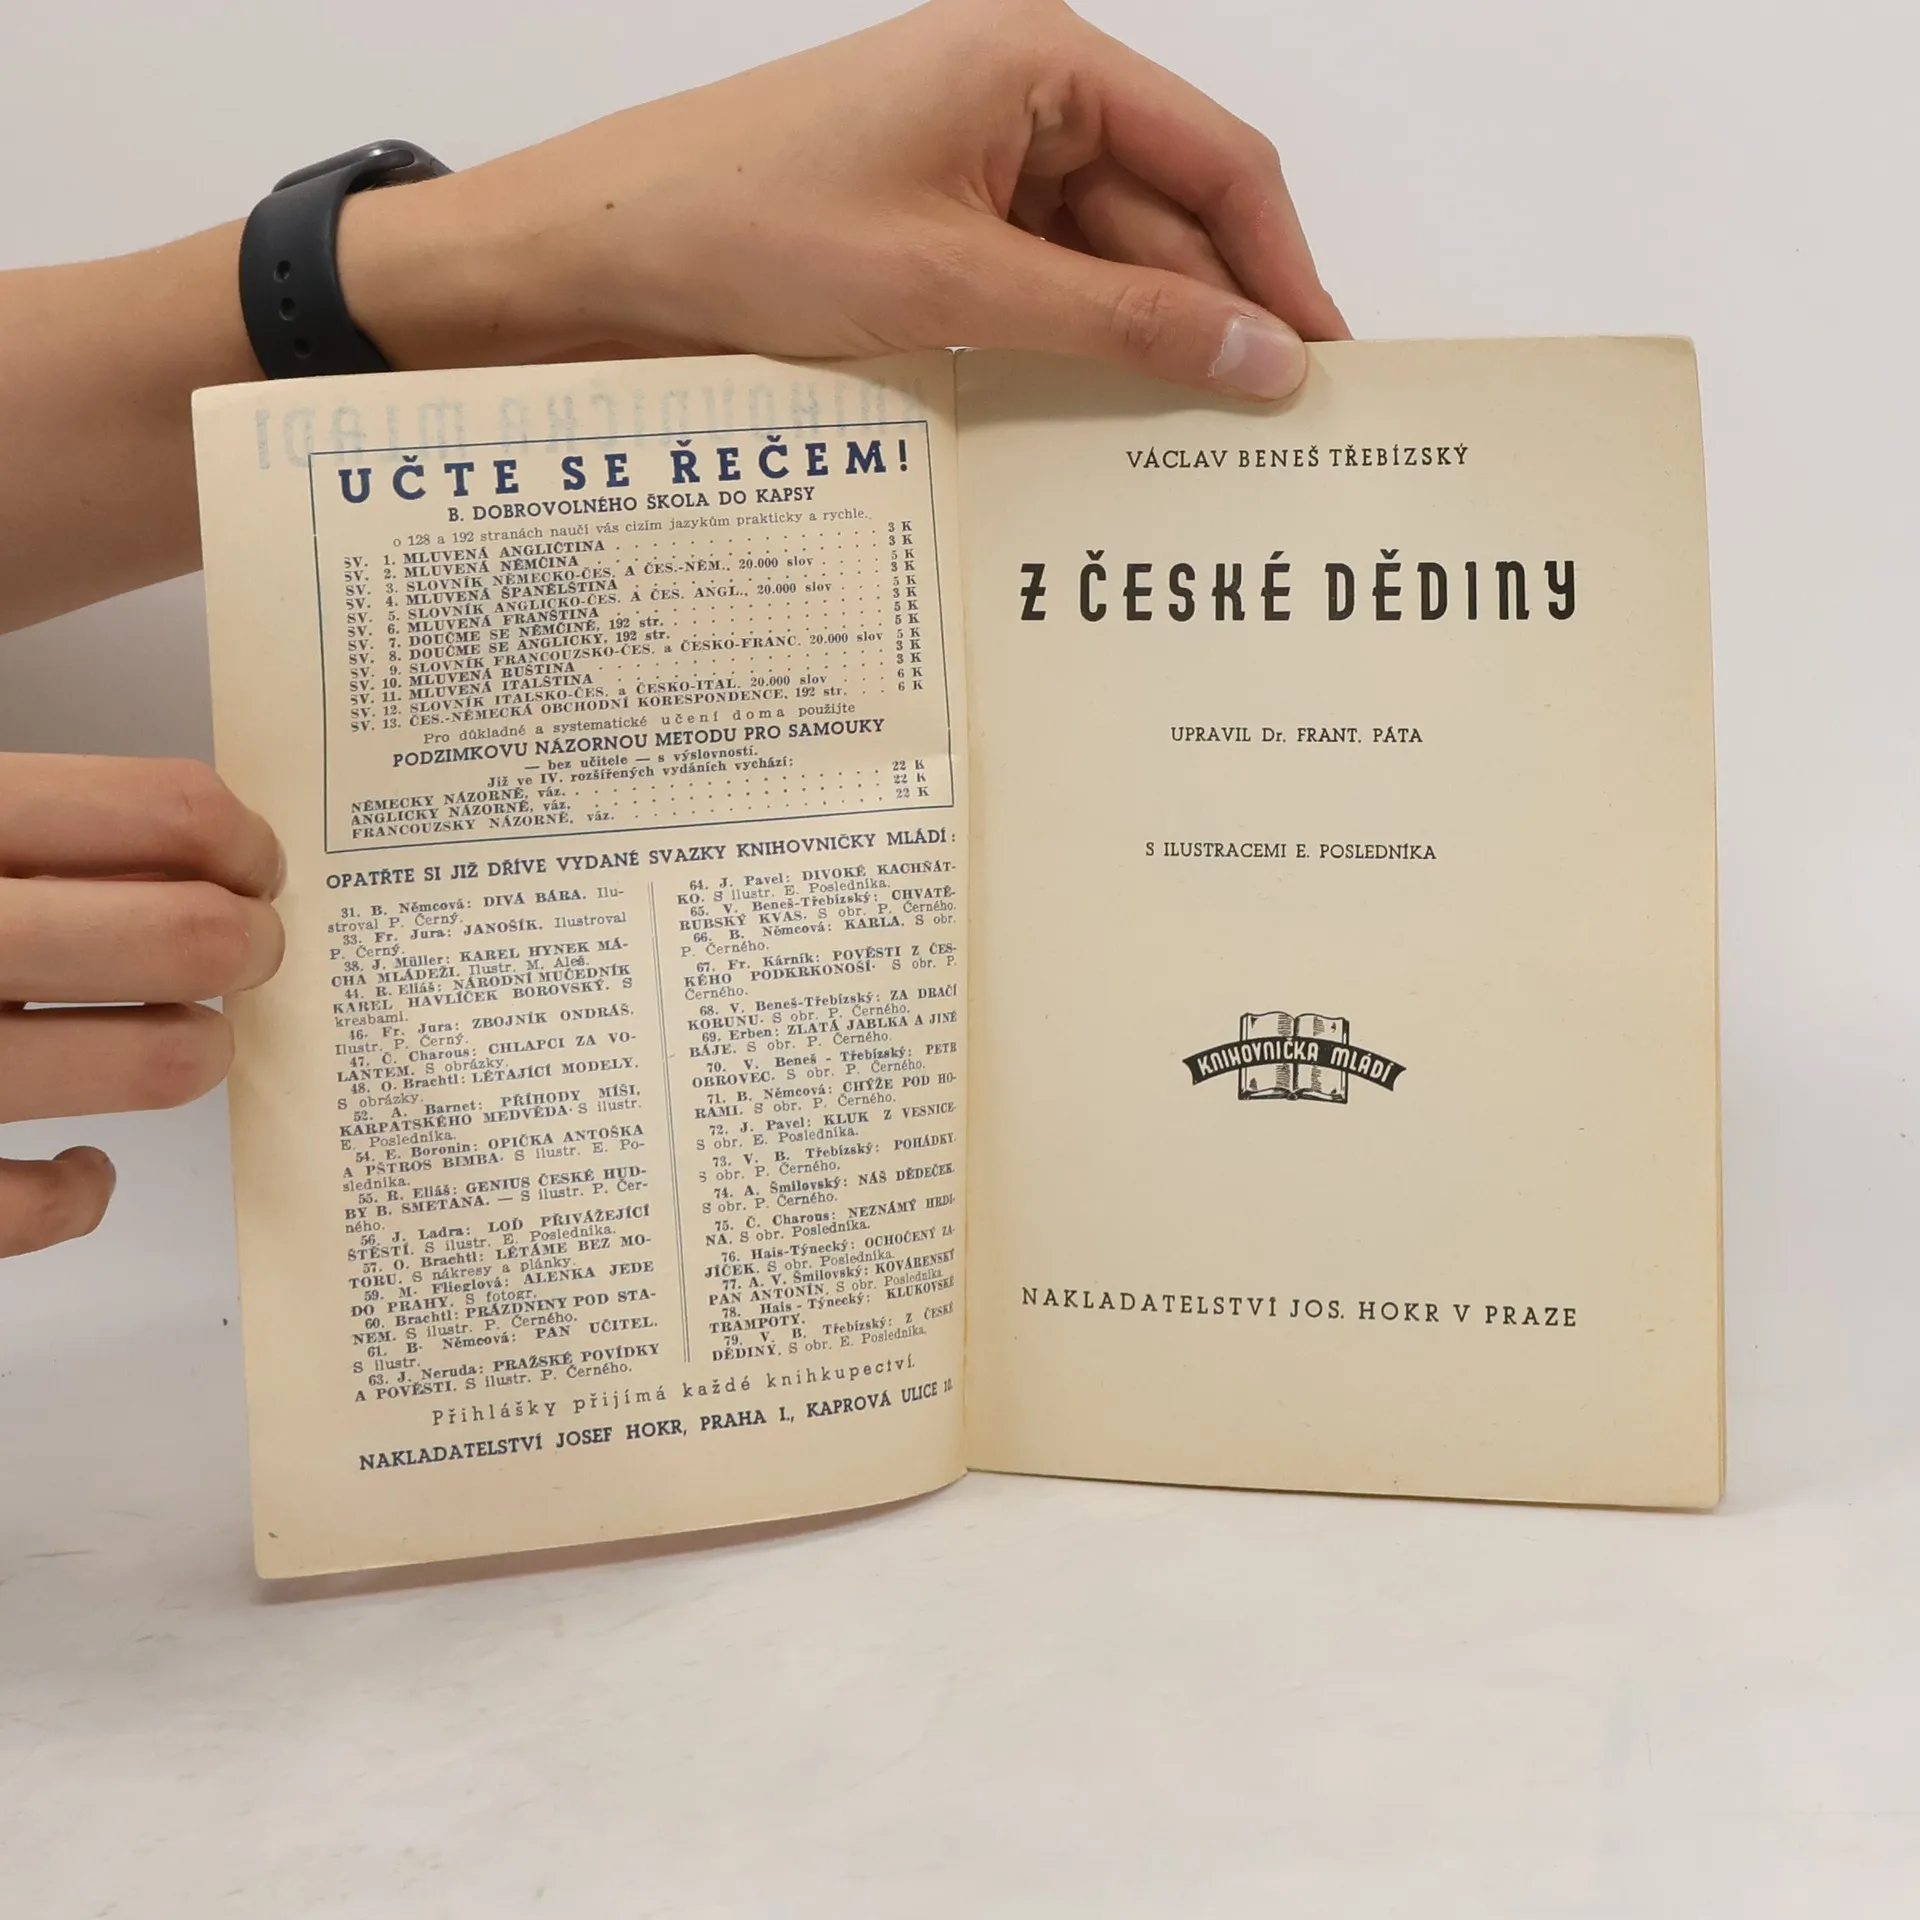 UČTE SE ŘEČEM!
B. DOBROVOLNÉHO ŠKOLA DO KAPSY
o 128 a 192 stranách naučí vás cizím jazykům prakticky a rychle.
SV. 1. MLUVENÁ ANGLIČTINA . . . . . . . . . . . . 3 K
SV. 2. MLUVENÁ NĚMČINA . . . . . . . . . . . . 3 K
SV. 3. SLOVNÍK NĚMECKO-ČES. A ČES.-NĚM., 20.000 slov . . . . 5 K
SV. 4. MLUVENÁ ŠPANĚLŠTINA . . . . . . . . . . . 3 K
SV. 5. SLOVNÍK ANGLICKO-ČES. A ČES. ANGL., 20.000 slov . . . . 5 K
SV. 6. MLUVENÁ FRANŠTINA . . . . . . . . . . . . 3 K
SV. 7. DOUČME SE NĚMČINĚ, 192 str. . . . . . . . . . . 5 K
SV. 8. DOUČME SE ANGLICKY, 192 str. . . . . . . . . . . 5 K
SV. 9. SLOVNÍK FRANCOUZSKO-ČES. a ČESKO-FRANC. 20.000 slov 5 K
SV. 10. MLUVENÁ RUŠTINA . . . . . . . . . . . . 3 K
SV. 11. MLUVENÁ ITALŠTINA . . . . . . . . . . . 3 K
SV. 12. SLOVNÍK ITALSKO-ČES. a ČESKO-ITAL. 20.000 slov . . . 6 K
SV. 13. ČES.-NĚMECKÁ OBCHODNÍ KORESPONDENCE, 192 str. . . 6 K
Pro důkladné a systematické učení doma použijte
PODZIMKOVU NÁZORNOU METODU PRO SAMOUKY
— bez učitele — s výslovností.
Již ve IV. rozšířených vydáních vychází:
NĚMECKY NÁZORNĚ, váz. . . . . . . . . . . . . 22 K
ANGLICKY NÁZORNĚ, váz. . . . . . . . . . . . . 22 K
FRANCOUZSKY NÁZORNĚ, váz. . . . . . . . . . . . 22 K
OPATŘTE SI JIŽ DŘÍVE VYDANÉ SVAZKY KNIHOVNIČKY MLÁDÍ:
31. B. Němcová: DIVÁ BÁRA. Ilu-
stroval P. Černý.
33. Fr. Jura: JANOŠÍK. Ilustroval
P. Černý.
38. J. Müller: KAREL HYNEK MÁ-
CHA MLÁDEŽI. Ilustr. M. Aleš.
44. R. Eliáš: NÁRODNÍ MUČEDNÍK
KAREL HAVLÍČEK BOROVSKÝ. S
kresbami.
46. Fr. Jura: ZBOJNÍK ONDRÁŠ.
Ilustr. P. Černý.
47. Č. Charous: CHLAPCI ZA VO-
LANTEM. S obrázky.
48. O. Brachtl: LÉTAJÍCÍ MODELY.
S obrázky.
52. A. Barnet: PŘÍHODY MÍŠI,
KARPATSKÉHO MEDVĚDA. S ilustr.
E. Posledníka.
54. E. Boronin: OPIČKA ANTOŠKA
A PŠTROS BIMBA. S ilustr. E. Po-
sledníka.
55. R. Eliáš: GENIUS ČESKÉ HUD-
BY B. SMETANA. — S ilustr. P. Čer-
ného.
56. J. Ladra: LOĎ PŘIVÁŽEJÍCÍ
ŠTĚSTÍ. S ilustr. E. Posledníka.
57. O. Brachtl: LÉTÁME BEZ MO-
TORU. S nákresy a plánky.
59. M. Flieglová: ALENKA JEDE
DO PRAHY. S fotogr.
60. Brachtl: PRÁZDNINY POD STA-
NEM. S ilustr. P. Černého.
61. B. Němcová: PAN UČITEL.
S ilustr.
63. J. Neruda: PRAŽSKÉ POVÍDKY
A POVĚSTI. S ilustr. P. Černého.
64. J. Pavel: DIVOKÉ KACHŇÁT-
KO. S ilustr. E. Posledníka.
65. V. Beneš-Třebízský: CHVATĚ-
RUBSKÝ KVAS. S obr. P. Černého.
66. B. Němcová: KARLA. S obr.
P. Černého.
67. Fr. Kárník: POVĚSTI Z ČES-
KÉHO PODKRKONOŠÍ. S obr. P.
Černého.
68. V. Beneš-Třebízský: ZA DRAČÍ
KORUNU. S obr. P. Černého.
69. Erben: ZLATÁ JABLKA A JINÉ
BÁJE. S obr. P. Černého.
70. V. Beneš - Třebízský: PETR
OBROVEC. S obr. P. Černého.
71. B. Němcová: CHÝŽE POD HO-
RAMI. S obr. P. Černého.
72. J. Pavel: KLUK Z VESNICE.
S obr. E. Posledníka.
73. V. B. Třebízský: POHÁDKY.
S obr. P. Černého.
74. A. Šmilovský: NÁŠ DĚDEČEK.
S obr. P. Černého.
75. Č. Charous: NEZNÁMÝ HRDI-
NA. S obr. Posledníka.
76. Hais-Týnecký: OCHOČENÝ ZA-
JÍČEK. S obr. Posledníka.
77. A. V. Šmilovský: KOVÁRENSKÝ
PAN ANTONÍN. S obr. Posledníka.
78. Hais - Týnecký: KLUKOVSKÉ
TRAMPOTY.
79. V. B. Třebízský: Z ČESKÉ
DĚDINY. S obr. E. Posledníka.
Přihlášky přijímá každé knihkupectví.
NAKLADATELSTVÍ JOSEF HOKR, PRAHA I., KAPROVA ULICE 10.
VÁCLAV BENEŠ TŘEBÍZSKÝ
Z ČESKÉ DĚDINY
UPRAVIL Dr. FRANT. PÁTA
S ILUSTRACEMI E. POSLEDNÍKA
KNIHOVNIČKA MLÁDÍ
NAKLADATELSTVÍ JOS. HOKR V PRAZE